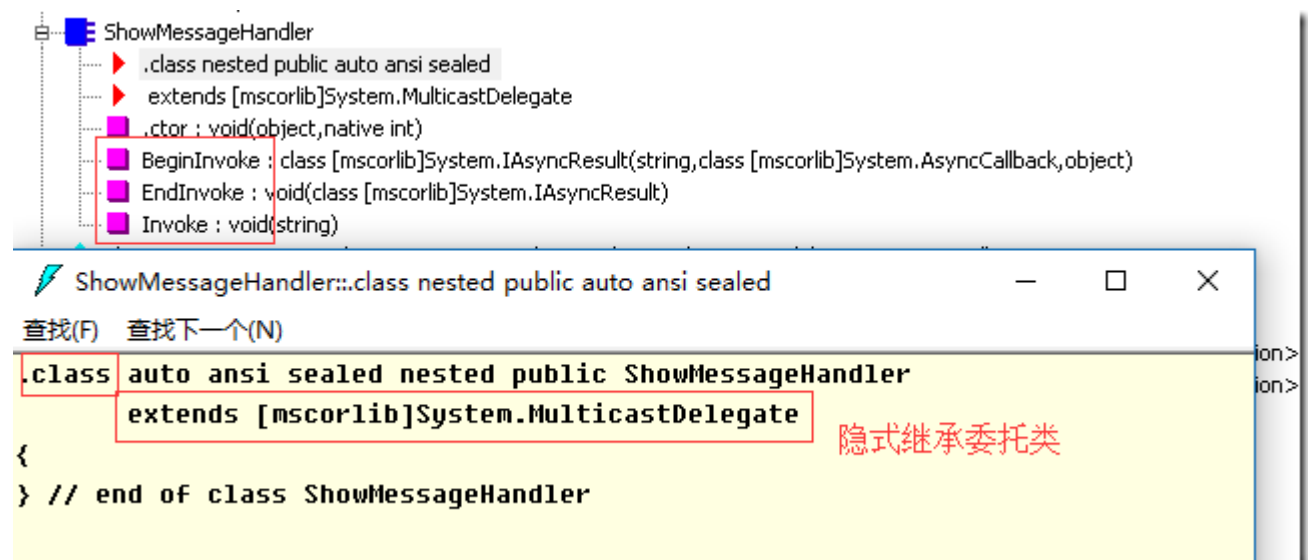 ShowMessageHandler
.class nested public auto ansi sealed
extends [mscorlib]System.MulticastDelegate
.ctor : void(object,native int)
BeginInvoke : class [mscorlib]System.IAsyncResult(string,class [mscorlib]System.AsyncCallback,object)
EndInvoke : void(class [mscorlib]System.IAsyncResult)
Invoke : void(string)
ShowMessageHandler::.class nested public auto ansi sealed
查找(F) 查找下一个(N)
ion>
.class auto ansi sealed nested public ShowMessageHandler
ion>
extends [mscorlib]System.MulticastDelegate
隐式继承委托类
{
} // end of class ShowMessageHandler